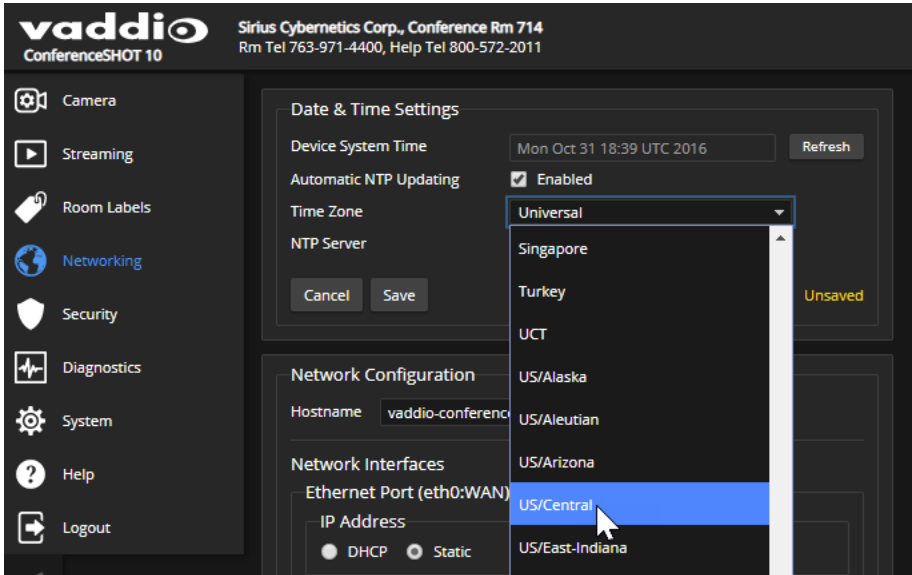 vaddio
ConferenceSHOT 10
Sirius Cybernetics Corp., Conference Rm 714
Rm Tel 763-971-4400, Help Tel 800-572-2011
Camera
Streaming
Room Labels
Networking
Security
Diagnostics
System
? Help
Logout
Date & Time Settings
Device System Time Mon Oct 31 18:39 UTC 2016 Refresh
Automatic NTP Updating Enabled
Time Zone Universal
NTP Server
Singapore
Turkey
UCT
US/Alaska
US/Aleutian
US/Arizona
US/Central
US/East-Indiana
Cancel Save Unsaved
Network Configuration
Hostname vaddio-conferenc
Network Interfaces
Ethernet Port (eth0:WAN)
IP Address
DHCP Static